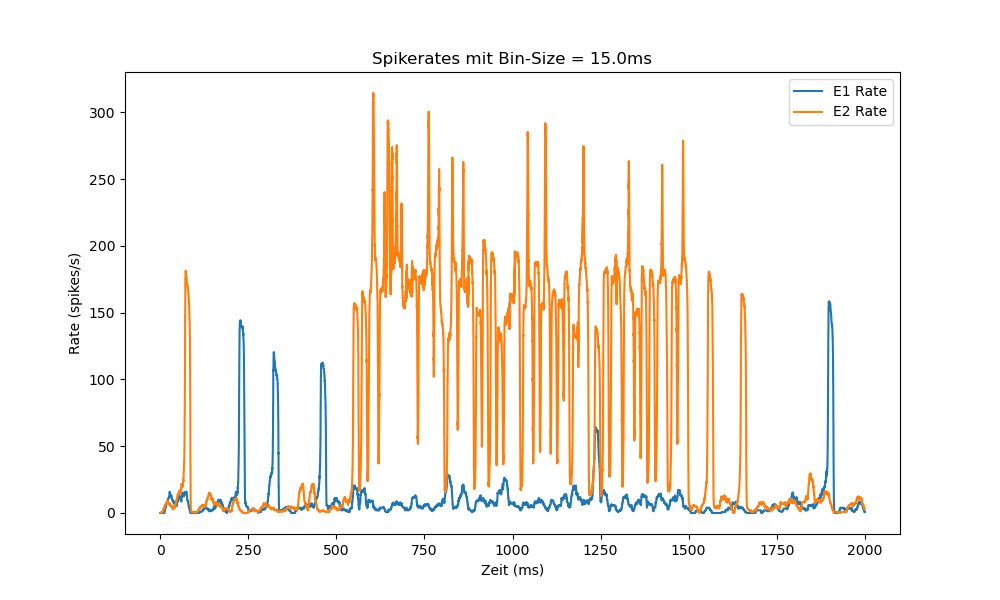 Spikerates mit Bin-Size = 15.0ms
E1 Rate
E2 Rate
Rate (spikes/s)
300
250
200
150
100
50
0
0 250 500 750 1000 1250 1500 1750 2000
Zeit (ms)